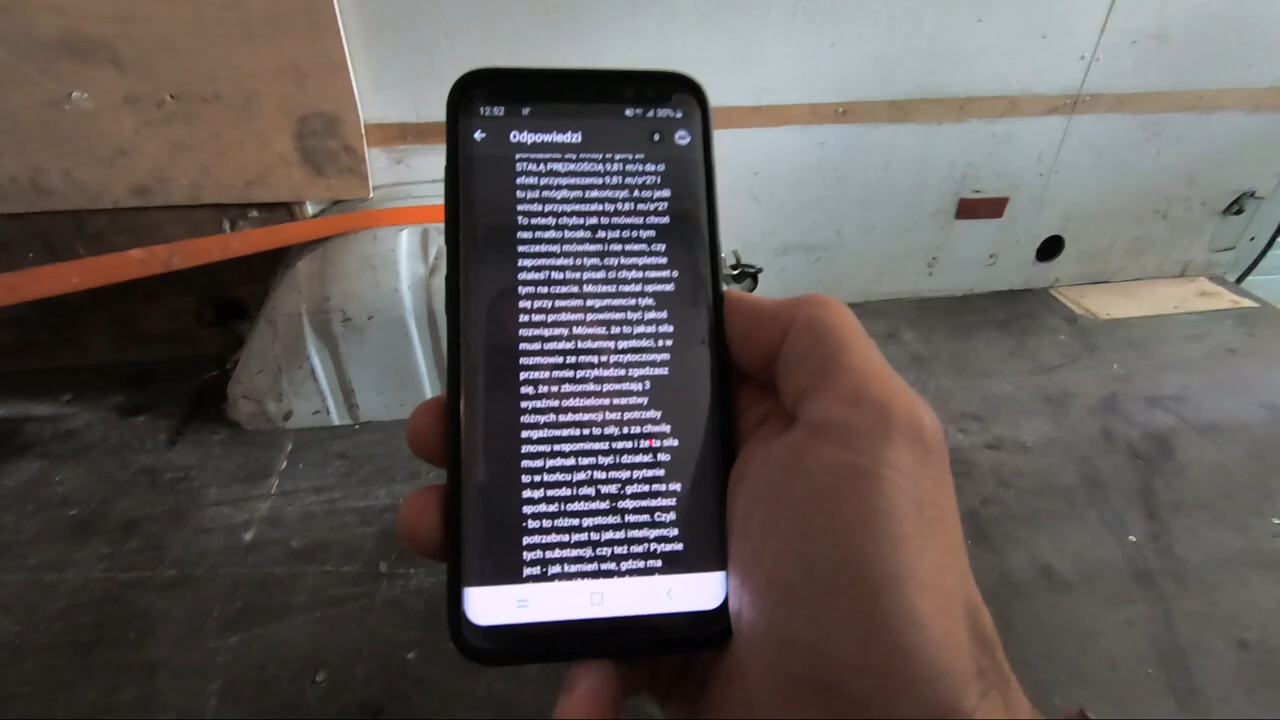 12:52
30%
Odpowiedzi
STAŁĄ PRĘDKOŚCIĄ 9,81 m/s da ci
efekt przyspieszenia 9,81 m/s^2? i
tu już mógłbym zakończyć. A co jeśli
winda przyspieszała by 9,81 m/s^2?
To wtedy chyba jak to mówisz chroń
nas matko bosko. Ja już ci o tym
wcześniej mówiłem i nie wiem, czy
zapomniałeś o tym, czy kompletnie
olałeś? Na live pisali ci chyba nawet o
tym na czacie. Możesz nadal upierać
się przy swoim argumencie tyle,
że ten problem powinien być jakoś
rozwiązany. Mówisz, że to jakaś siła
musi ustalać kolumnę gęstości, a w
rozmowie ze mną w przytoczonym
przeze mnie przykładzie zgadzasz
się, że w zbiorniku powstają 3
wyraźnie oddzielone warstwy
różnych substancji bez potrzeby
angażowania w to siły, a za chwilę
znowu wspominasz vana i że ta siła
musi jednak tam być i działać. No
to w końcu jak? Na moje pytanie
skąd woda i olej "WIE", gdzie ma się
spotkać i oddzielać - odpowiadasz
- bo to różne gęstości. Hmm. Czyli
potrzebna jest tu jakaś inteligencja
tych substancji, czy też nie? Pytanie
jest - jak kamień wie, gdzie ma